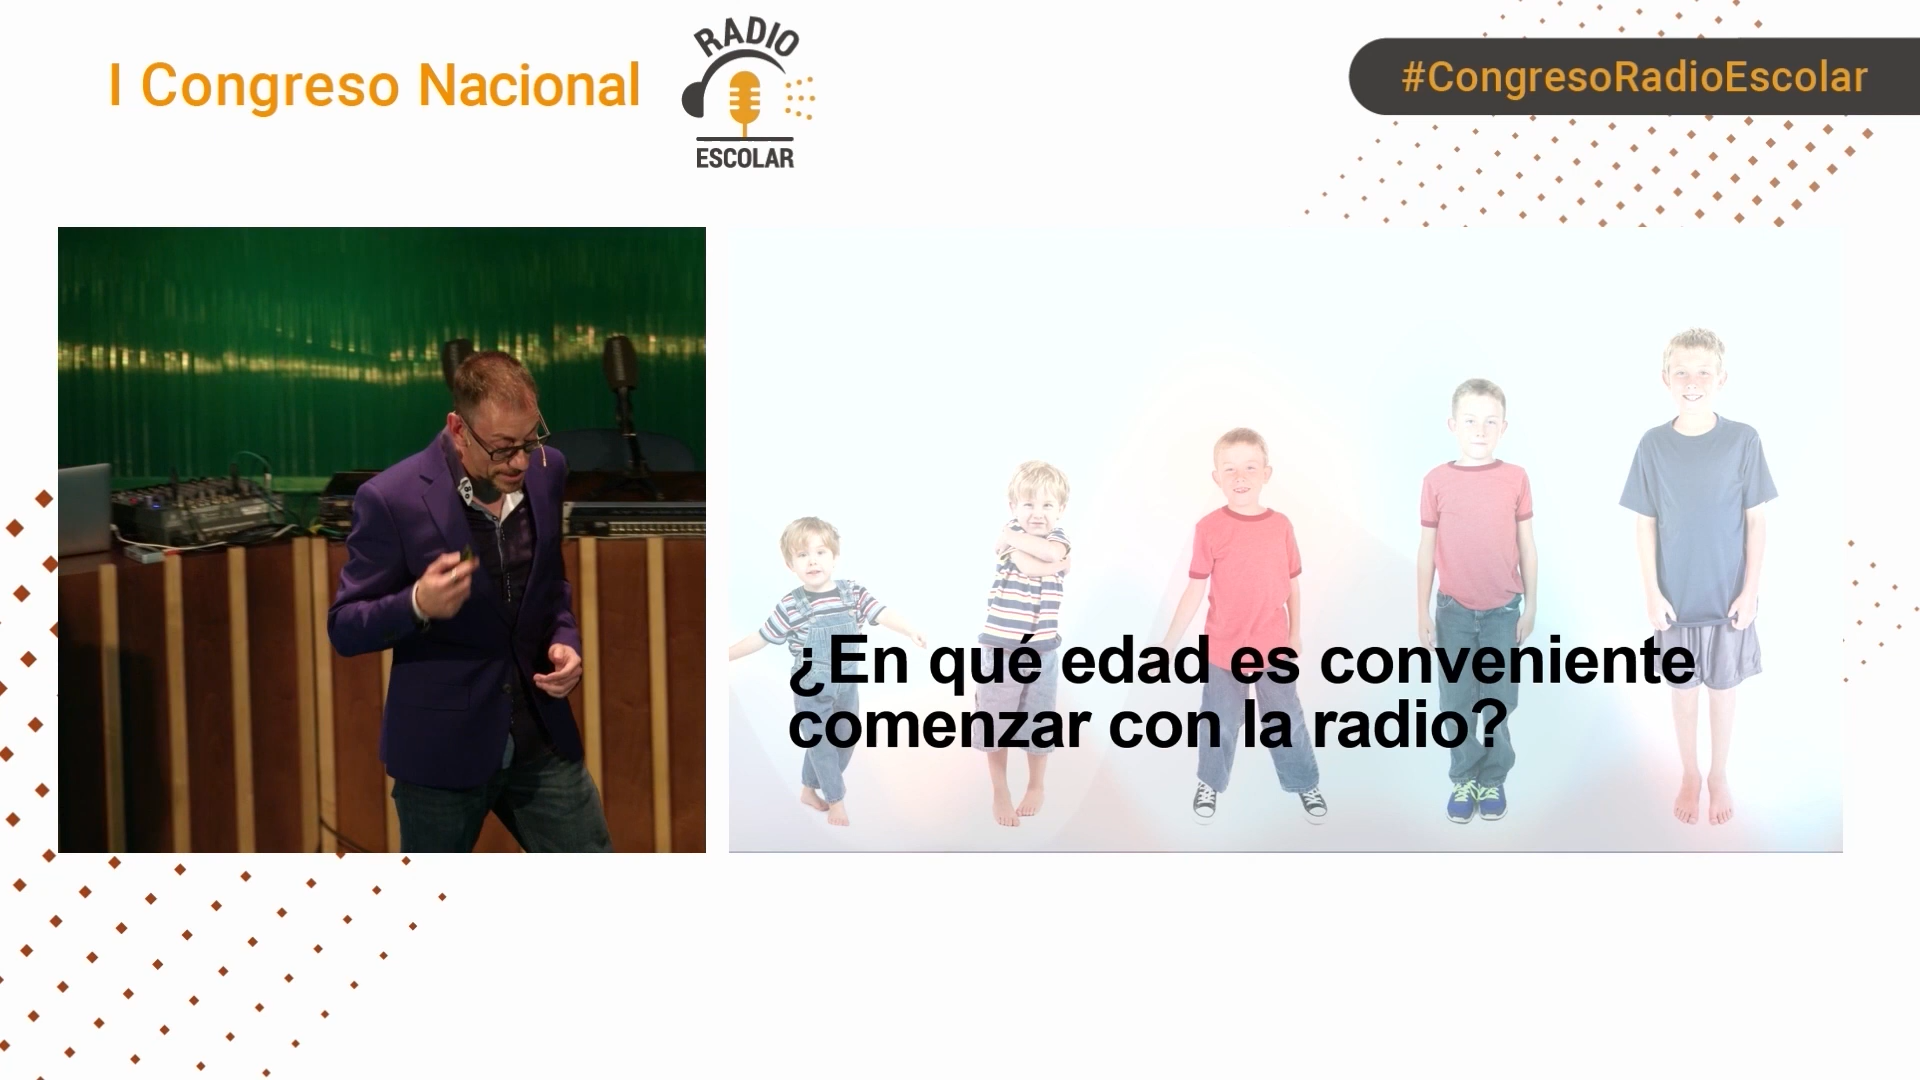 I Congreso Nacional
RADIO
ESCOLAR
#CongresoRadioEscolar
¿En qué edad es conveniente
comenzar con la radio?